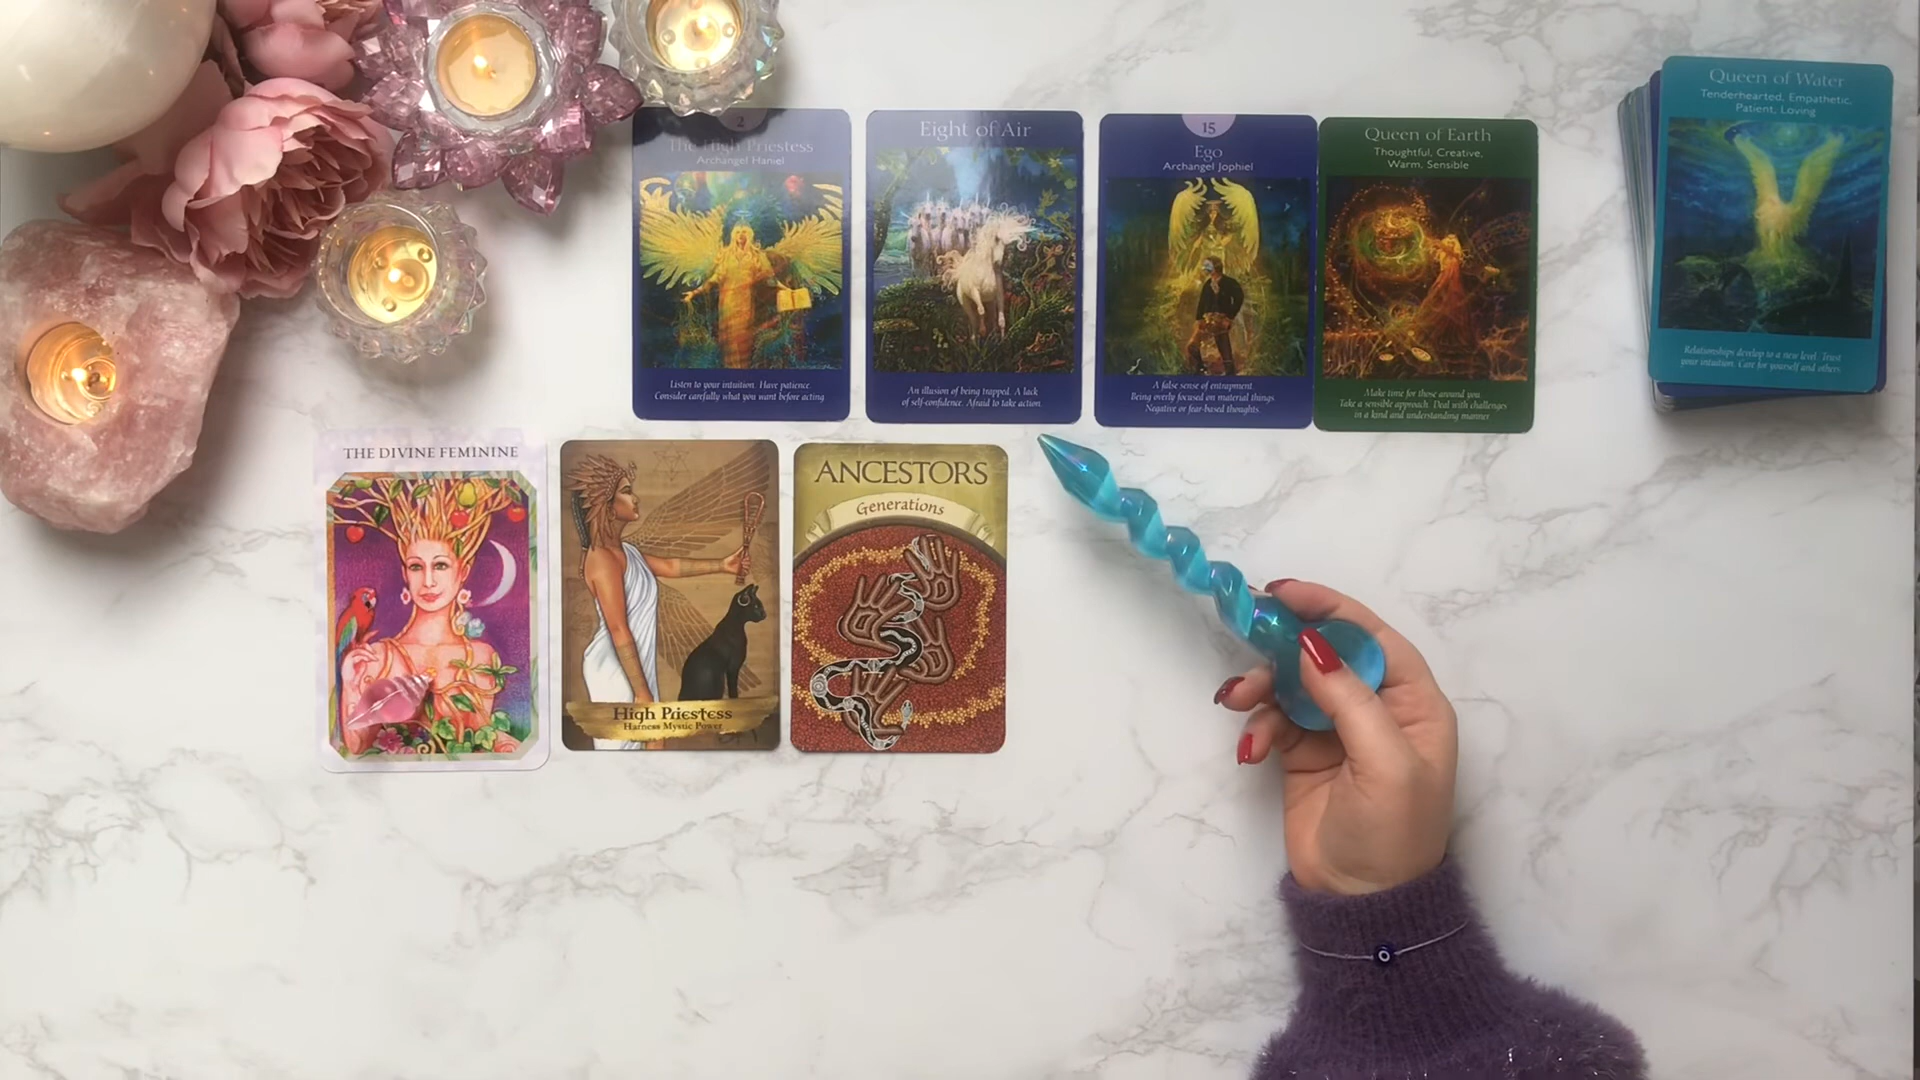 2
The High Priestess
Archangel Haniel
Listen to your intuition. Have patience
Consider carefully what you want before acting
Eight of Air
An illusion of being trapped. A lack
of self-confidence. Afraid to take action.
15
Ego
Archangel Jophiel
A false sense of entrapment.
Being overly focused on material things.
Negative or fear-based thoughts.
Queen of Earth
Thoughtful, Creative,
Warm, Sensible
Make time for those around you.
Take a sensible approach. Deal with challenges
in a kind and understanding manner
Queen of Water
Tenderhearted, Empathetic,
Patient, Loving
Relationships develop to a new level. Trust
your intuition. Care for yourself and others.
THE DIVINE FEMININE
High Priestess
Harness Mystic Power
ANCESTORS
Generations